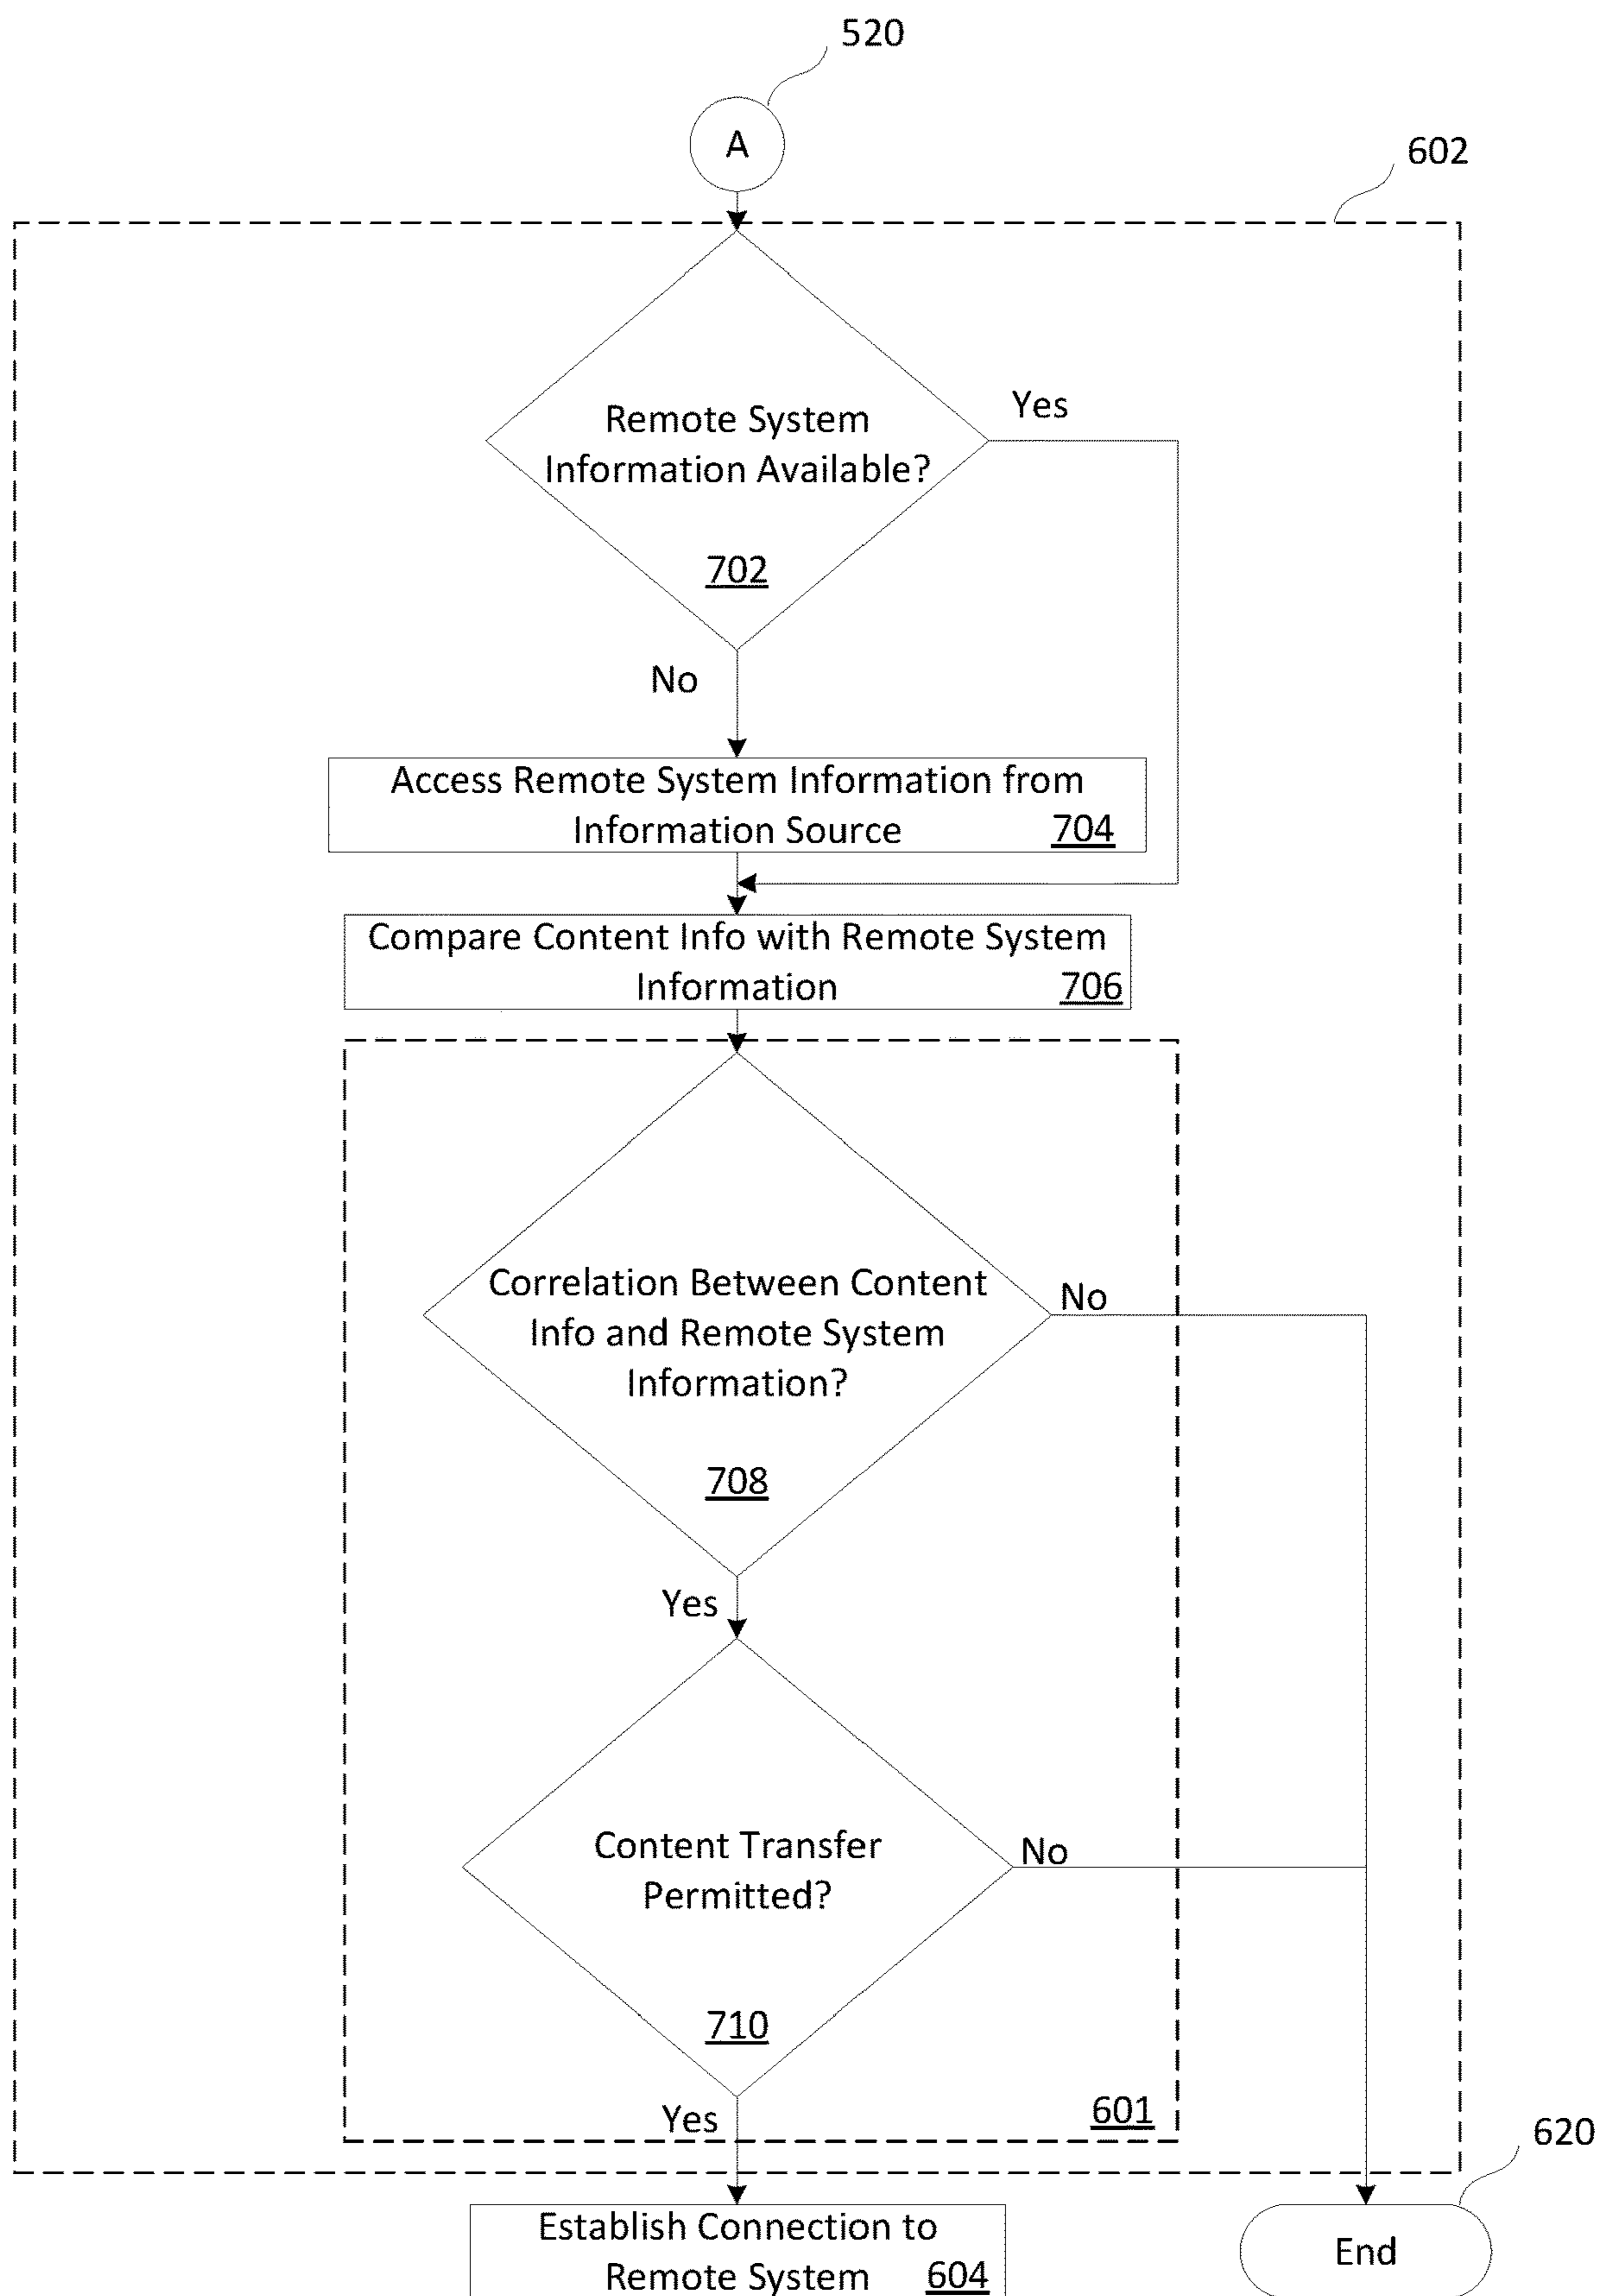 520
A
602
Remote System
Information Available?
702
Yes
No
Access Remote System Information from
Information Source 704
Compare Content Info with Remote System
Information 706
Correlation Between Content
Info and Remote System
Information?
708
No
Yes
Content Transfer
Permitted?
710
No
Yes
601
620
Establish Connection to
Remote System 604
End